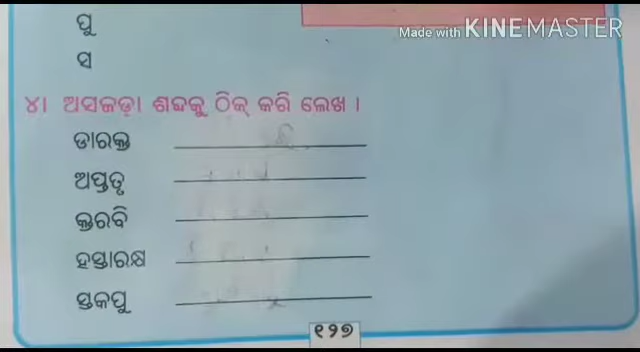 ପୁ
Made with KINEMASTER
ସ
୪। ଅସଜଡ଼ା ଶବ୍ଦକୁ ଠିକ୍ କରି ଲେଖ ।
ଡାରକ୍ତ
ଅପ୍ତତୃ
କ୍ତରବି
ହସ୍ତାରକ୍ଷ
ସ୍ତକପୁ
୧୨୭